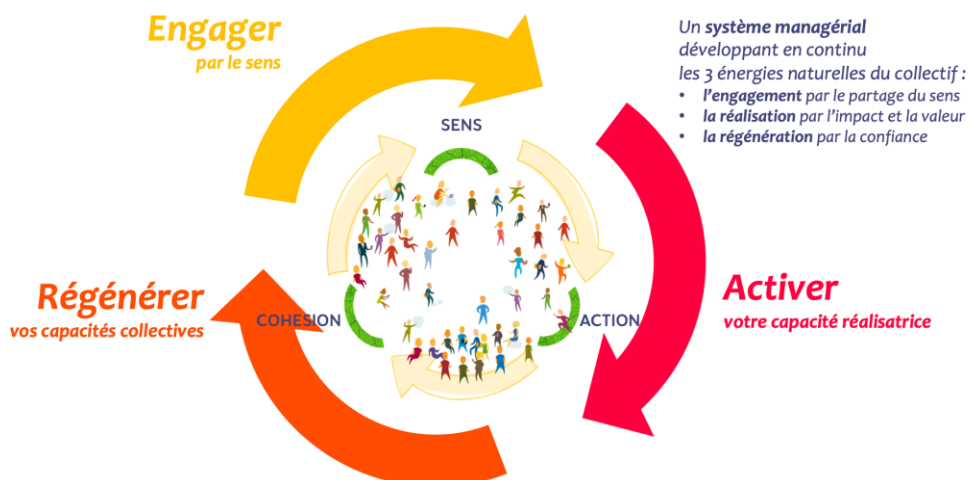 Engager
par le sens
Un système managérial
développant en continu
les 3 énergies naturelles du collectif :
• l'engagement par le partage du sens
• la réalisation par l'impact et la valeur
• la régénération par la confiance
SENS
Régénérer
vos capacités collectives
COHESION
ACTION
Activer
votre capacité réalisatrice